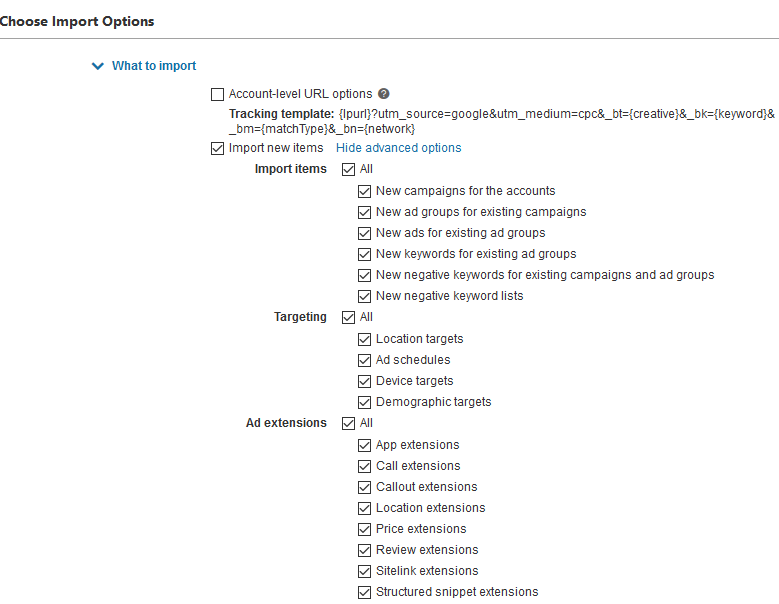 Choose Import Options
What to import
Account-level URL options ?
Tracking template: {lpurl}?utm_source=google&utm_medium=cpc&_bt={creative}&_bk={keyword}&
_bm={matchType}&_bn={network}
Import new items Hide advanced options
Import items All
New campaigns for the accounts
New ad groups for existing campaigns
New ads for existing ad groups
New keywords for existing ad groups
New negative keywords for existing campaigns and ad groups
New negative keyword lists
Targeting All
Location targets
Ad schedules
Device targets
Demographic targets
Ad extensions All
App extensions
Call extensions
Callout extensions
Location extensions
Price extensions
Review extensions
Sitelink extensions
Structured snippet extensions